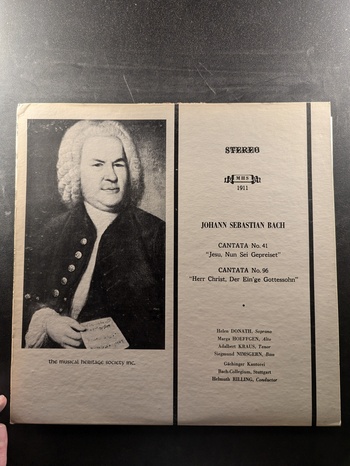 STEREO
MHS
1911
JOHANN SEBASTIAN BACH
CANTATA No. 41
"Jesu, Nun Sei Gepreiset"
CANTATA No. 96
"Herr Christ, Der Ein'ge Gottessohn"
Helen DONATH, Soprano
Marga HOEFFGEN, Alto
Adalbert KRAUS, Tenor
Siegmund NIMSGERN, Bass
Gächinger Kantorei
Bach-Collegium, Stuttgart
Helmuth RILLING, Conductor
the musical heritage society inc.